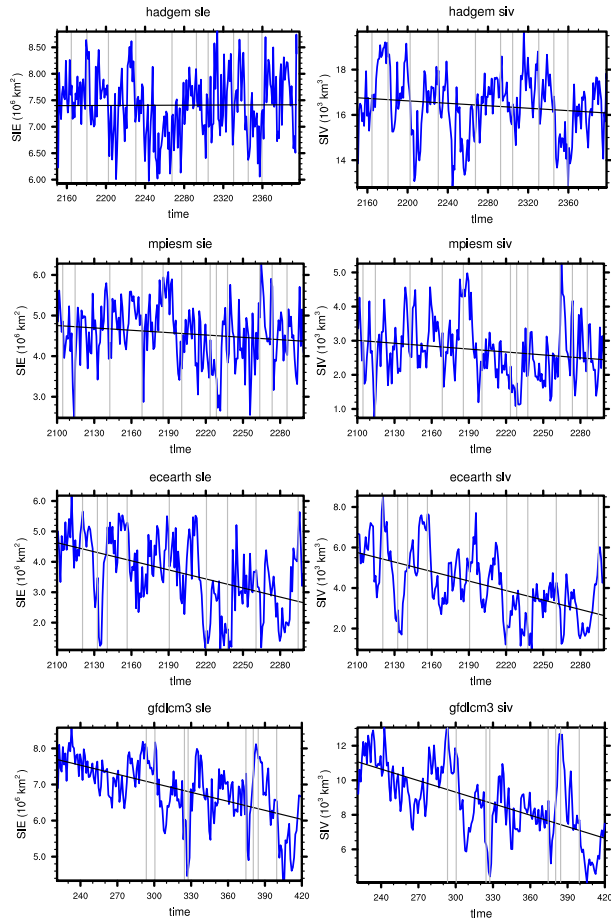 hadgem sie hadgem siv
8.50
8.00
7.50
7.00
6.50
6.00
SIE (10⁶ km²)
18
16
14
SIV (10³ km³)
2160 2200 2240 2280 2320 2360
time
2160 2200 2240 2280 2320 2360
time
mpiesm sie mpiesm siv
6.0
5.0
4.0
3.0
SIE (10⁶ km²)
5.0
4.0
3.0
2.0
1.0
SIV (10³ km³)
2100 2130 2160 2190 2220 2250 2280
time
2100 2130 2160 2190 2220 2250 2280
time
ecearth sie ecearth siv
6.0
5.0
4.0
3.0
2.0
SIE (10⁶ km²)
8.0
6.0
4.0
2.0
SIV (10³ km³)
2100 2130 2160 2190 2220 2250 2280
time
2100 2130 2160 2190 2220 2250 2280
time
gfdlcm3 sie gfdlcm3 siv
8.0
7.0
6.0
5.0
SIE (10⁶ km²)
12
10
8
6
SIV (10³ km³)
240 270 300 330 360 390 420
time
240 270 300 330 360 390 420
time